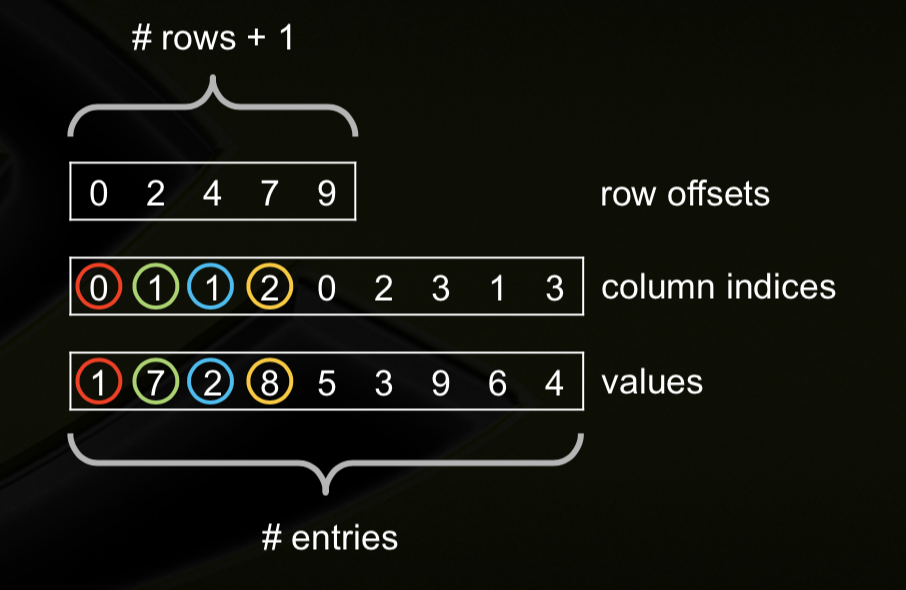 # rows + 1
0 2 4 7 9 row offsets
0 1 1 2 0 2 3 1 3 column indices
1 7 2 8 5 3 9 6 4 values
# entries